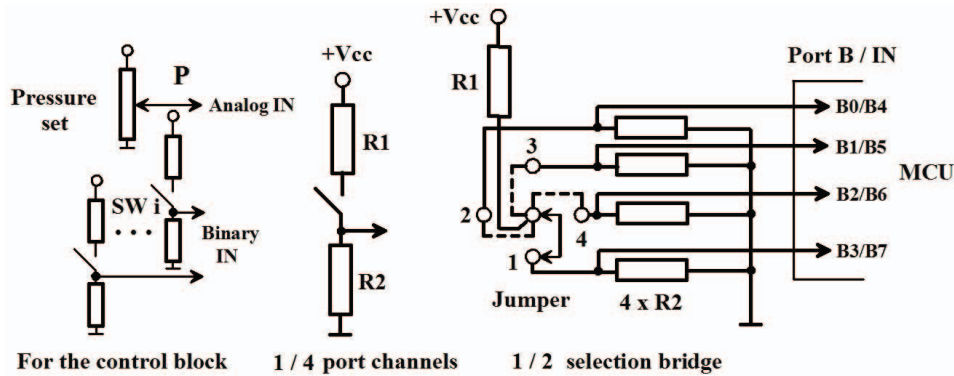 Pressure
set
P
Analog IN
SW i
Binary
IN
For the control block
+Vcc
R1
R2
1 / 4 port channels
+Vcc
R1
3
2
4
1
Jumper
4 x R2
Port B / IN
B0/B4
B1/B5
B2/B6
B3/B7
MCU
1 / 2 selection bridge